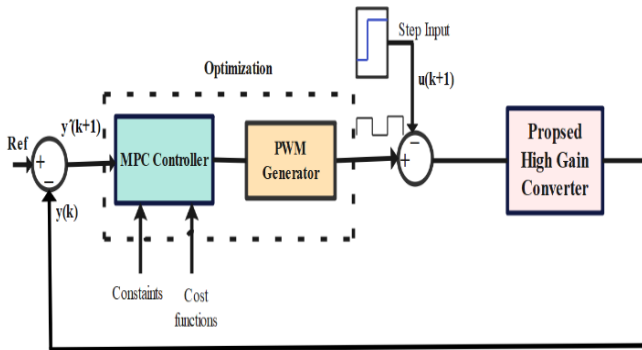 Step Input
Optimization
u(k+1)
y^(k+1)
Ref
+
−
MPC Controller
PWM
Generator
−
+
Propsed
High Gain
Converter
y(k)
Constaints
Cost
functions